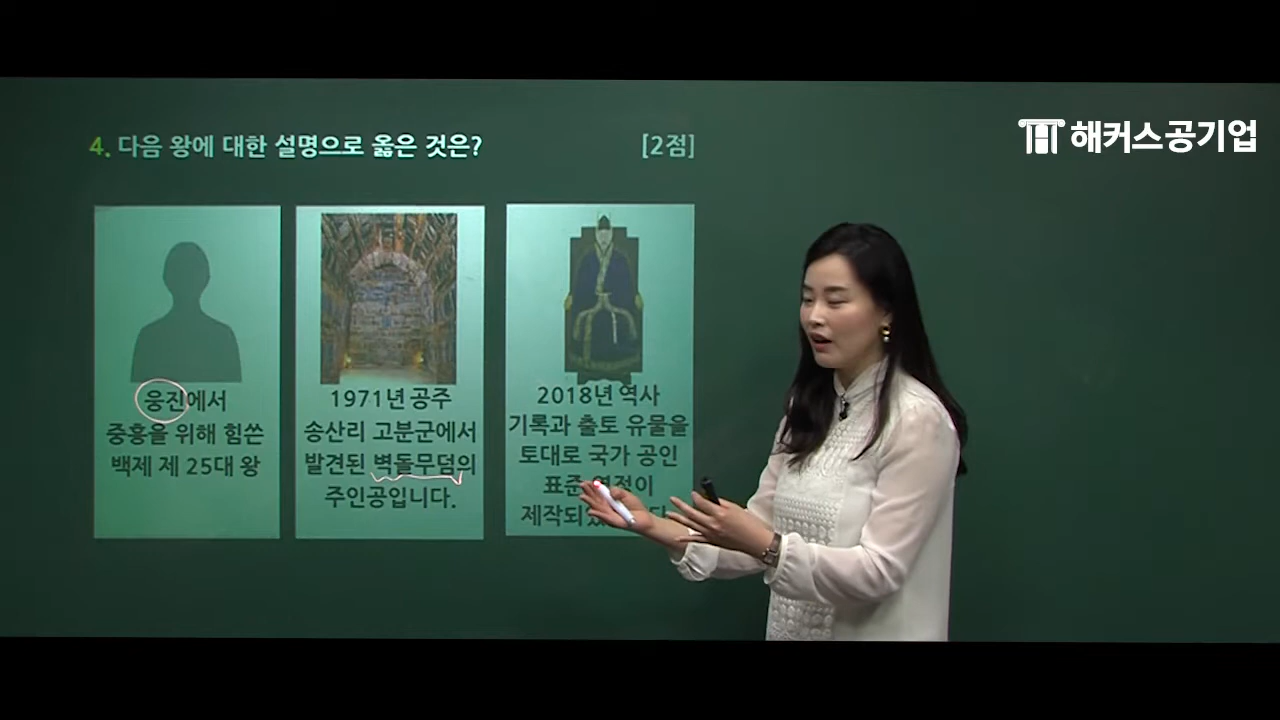 4. 다음 왕에 대한 설명으로 옳은 것은? [2점]
해커스공기업
웅진에서
중흥을 위해 힘쓴
백제 제 25대 왕
1971년 공주
송산리 고분군에서
발견된 벽돌무덤의
주인공입니다.
2018년 역사
기록과 출토 유물을
토대로 국가 공인
표준